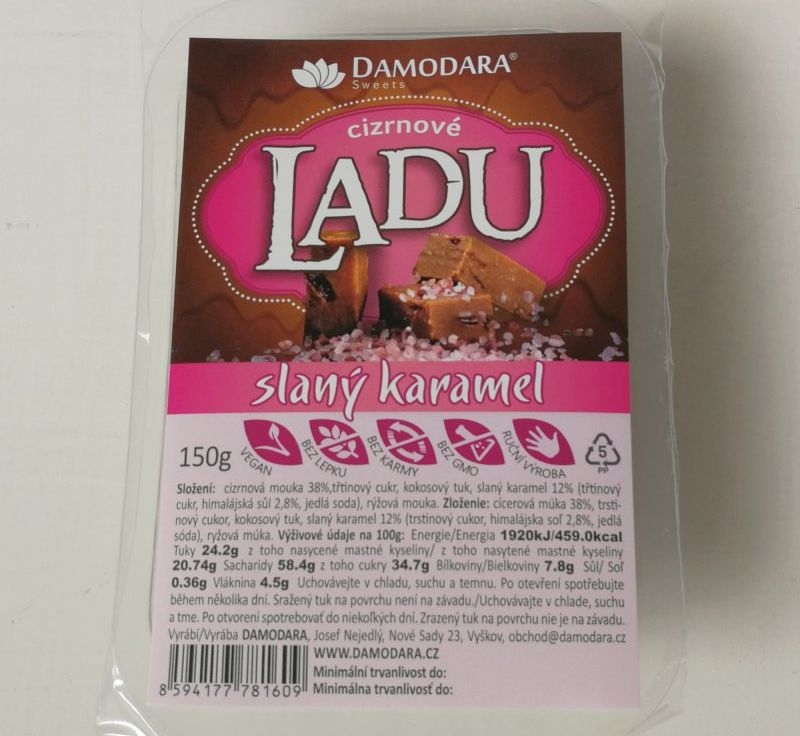 DAMODARA®
Sweets
cizrnové
LADU
slaný karamel
150g
VEGAN
BEZ LEPKU
BEZ KARMY
BEZ GMO
RUČNÍ VÝROBA
5
PP
Složení: cizrnová mouka 38%,třtinový cukr, kokosový tuk, slaný karamel 12% (třtinový
cukr, himalájská sůl 2,8%, jedlá soda), rýžová mouka. Zloženie: cícerová múka 38%, trsti-
nový cukor, kokosový tuk, slaný karamel 12% (trstinový cukor, himalájska soľ 2,8%, jedlá
sóda), ryžová múka. Výživové údaje na 100g: Energie/Energia 1920kJ/459.0kcal
Tuky 24.2g z toho nasycené mastné kyseliny/ z toho nasytené mastné kyseliny
20.74g Sacharidy 58.4g z toho cukry 34.7g Bílkoviny/Bielkoviny 7.8g Sůl/ Soľ
0.36g Vláknina 4.5g Uchovávejte v chladu, suchu a temnu. Po otevření spotřebujte
během několika dní. Sražený tuk na povrchu není na závadu./Uchovávajte v chlade, suchu
a tme. Po otvorení spotrebovať do niekoľkých dní. Zrazený tuk na povrchu nie je na závadu.
Vyrábí/Vyrába DAMODARA, Josef Nejedlý, Nové Sady 23, Vyškov, obchod@damodara.cz
WWW.DAMODARA.CZ
Minimální trvanlivost do:
Minimálna trvanlivosť do:
8 594177 781609